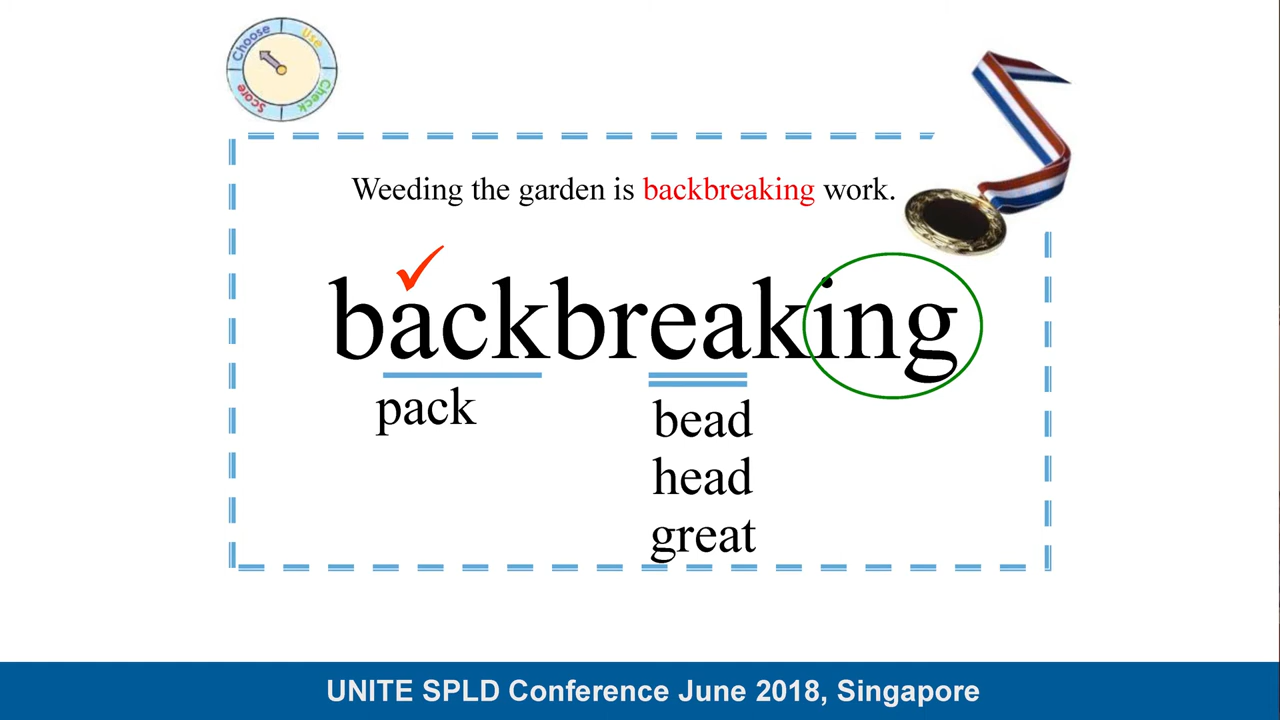 Choose
Use
Score
Check
Weeding the garden is backbreaking work.
backbreaking
pack
bead
head
great
UNITE SPLD Conference June 2018, Singapore